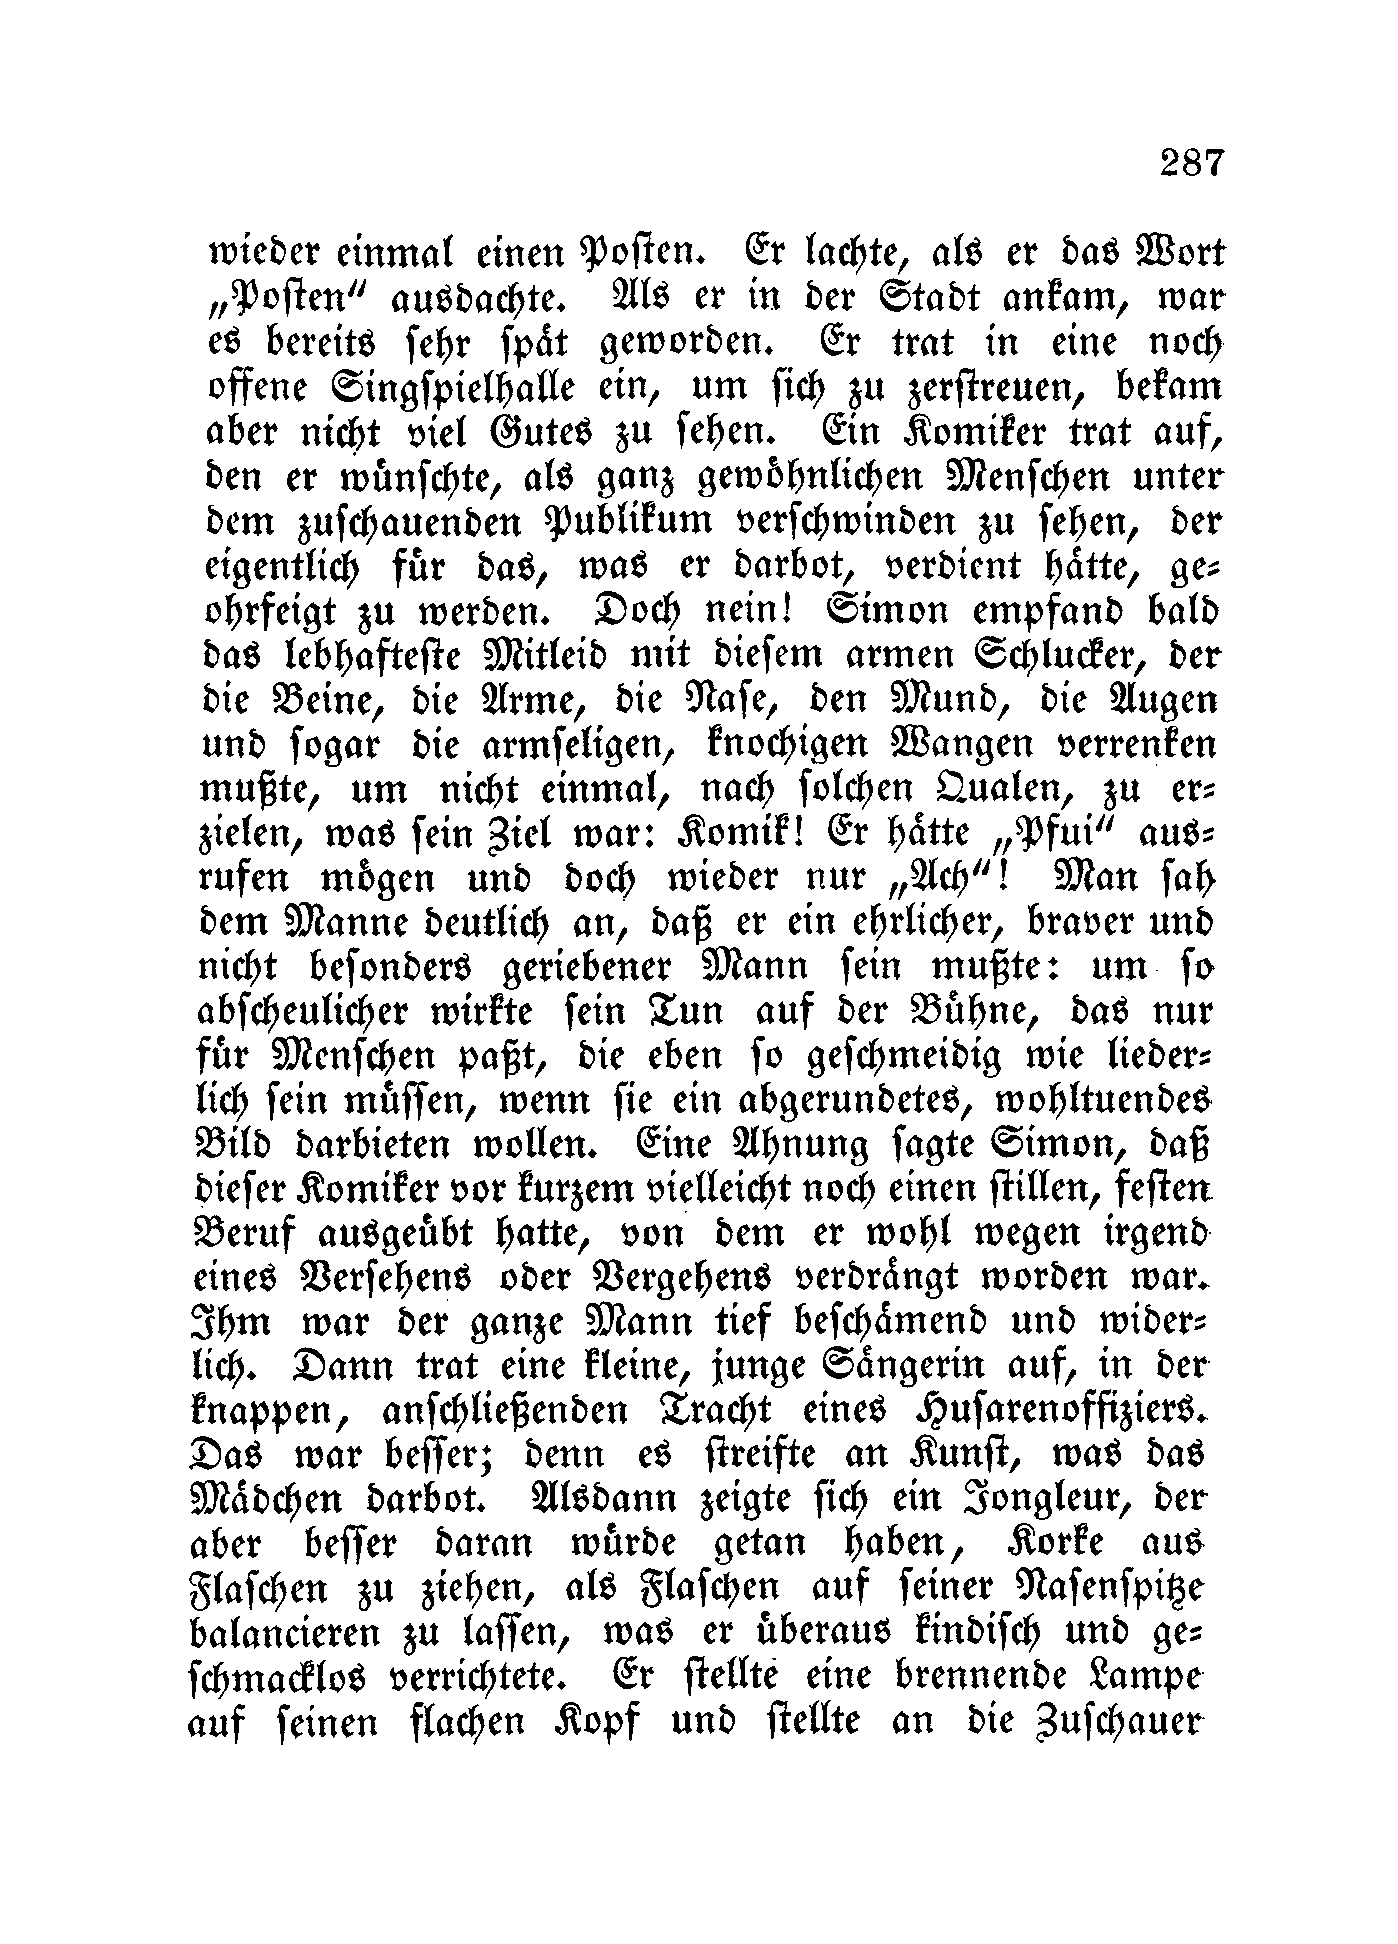 287
wieder einmal einen Posten. Er lachte, als er das Wort
„Posten“ ausdachte. Als er in der Stadt ankam, war
es bereits sehr spät geworden. Er trat in eine noch
offene Singspielhalle ein, um sich zu zerstreuen, bekam
aber nicht viel Gutes zu sehen. Ein Komiker trat auf,
den er wünschte, als ganz gewöhnlichen Menschen unter
dem zuschauenden Publikum verschwinden zu sehen, der
eigentlich für das, was er darbot, verdient hätte, ge-
ohrfeigt zu werden. Doch nein! Simon empfand bald
das lebhafteste Mitleid mit diesem armen Schlucker, der
die Beine, die Arme, die Nase, den Mund, die Augen
und sogar die armseligen, knochigen Wangen verrenken
mußte, um nicht einmal, nach solchen Qualen, zu er-
zielen, was sein Ziel war: Komik! Er hätte „Pfui“ aus-
rufen mögen und doch wieder nur „Ach“! Man sah
dem Manne deutlich an, daß er ein ehrlicher, braver und
nicht besonders geriebener Mann sein mußte: um so
abscheulicher wirkte sein Tun auf der Bühne, das nur
für Menschen paßt, die eben so geschmeidig wie lieder-
lich sein müssen, wenn sie ein abgerundetes, wohltuendes
Bild darbieten wollen. Eine Ahnung sagte Simon, daß
dieser Komiker vor kurzem vielleicht noch einen stillen, festen
Beruf ausgeübt hatte, von dem er wohl wegen irgend
eines Versehens oder Vergehens verdrängt worden war.
Ihm war der ganze Mann tief beschämend und wider-
lich. Dann trat eine kleine, junge Sängerin auf, in der
knappen, anschließenden Tracht eines Husarenoffiziers.
Das war besser; denn es streifte an Kunst, was das
Mädchen darbot. Alsdann zeigte sich ein Jongleur, der
aber besser daran würde getan haben, Korke aus
Flaschen zu ziehen, als Flaschen auf seiner Nasenspitze
balancieren zu lassen, was er überaus kindisch und ge-
schmacklos verrichtete. Er stellte eine brennende Lampe
auf seinen flachen Kopf und stellte an die Zuschauer